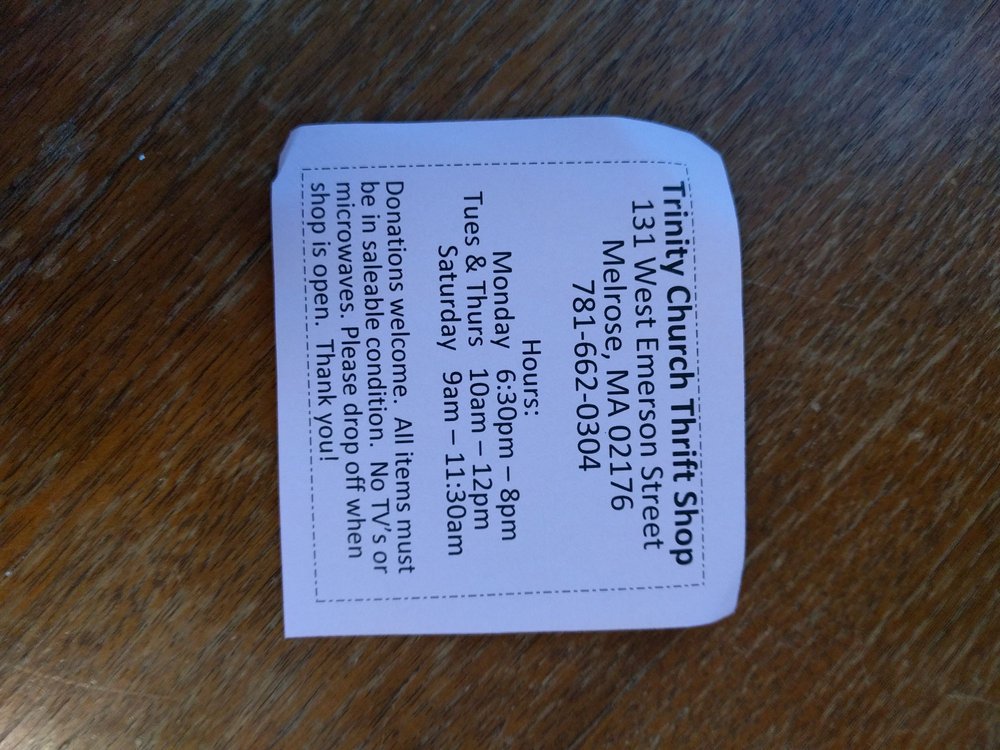 Trinity Church Thrift Shop
131 West Emerson Street
Melrose, MA 02176
781-662-0304
Hours:
Monday 6:30pm – 8pm
Tues & Thurs 10am – 12pm
Saturday 9am – 11:30am
Donations welcome. All items must
be in saleable condition. No TV's or
microwaves. Please drop off when
shop is open. Thank you!